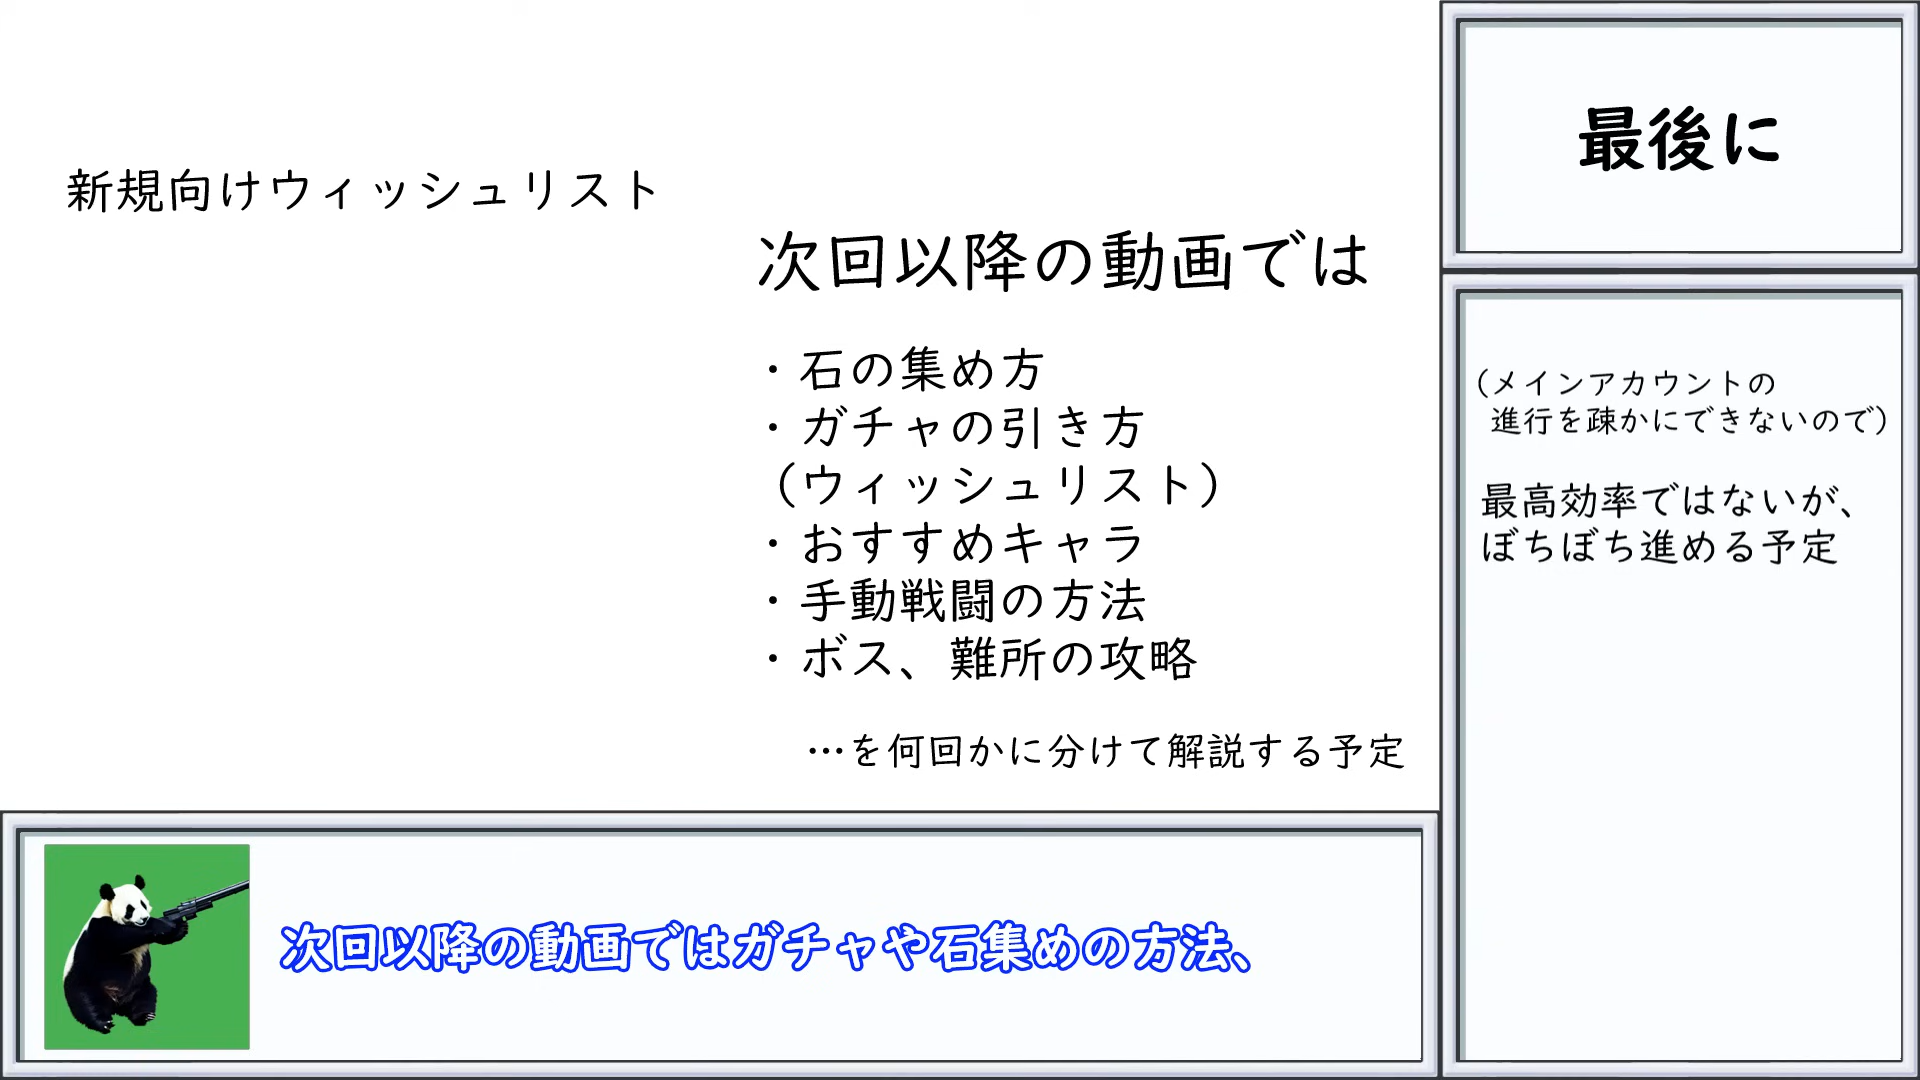 新規向けウィッシュリスト
次回以降の動画では
・石の集め方
・ガチャの引き方
（ウィッシュリスト）
・おすすめキャラ
・手動戦闘の方法
・ボス、難所の攻略
…を何回かに分けて解説する予定
最後に
（メインアカウントの
進行を疎かにできないので）
最高効率ではないが、
ぼちぼち進める予定
次回以降の動画ではガチャや石集めの方法、